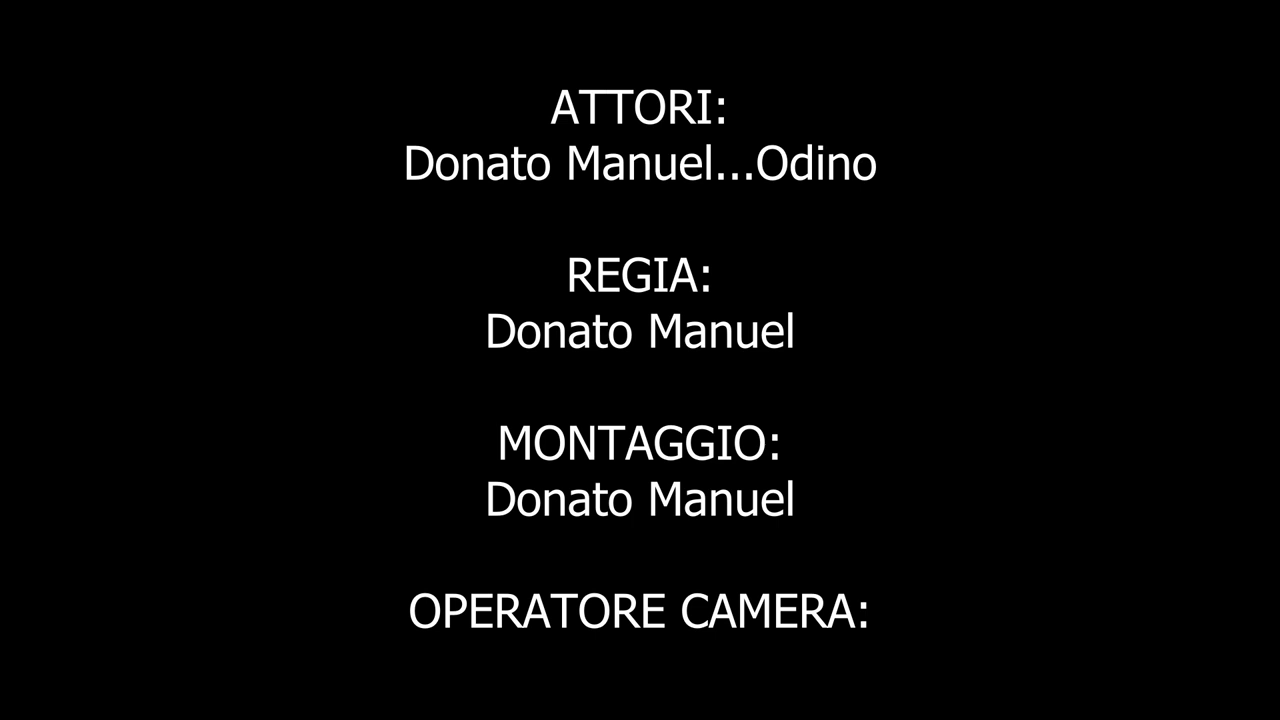 ATTORI:
Donato Manuel...Odino
REGIA:
Donato Manuel
MONTAGGIO:
Donato Manuel
OPERATORE CAMERA: